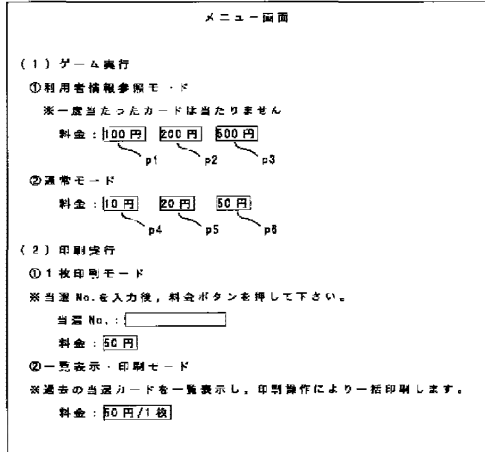 メニュー画面
(1)ゲーム実行
①利用者情報参照モード
※一度当たったカードは当たりません
料金:100円 200円 500円
p1 p2 p3
②通常モード
料金:10円 20円 50円
p4 p5 p6
(2)印刷実行
①1枚印刷モード
※当選No.を入力後,料金ボタンを押して下さい。
当選No.:
料金:50円
②一覧表示・印刷モード
※過去の当選カードを一覧表示し,印刷操作により一括印刷します。
料金:50円/1枚